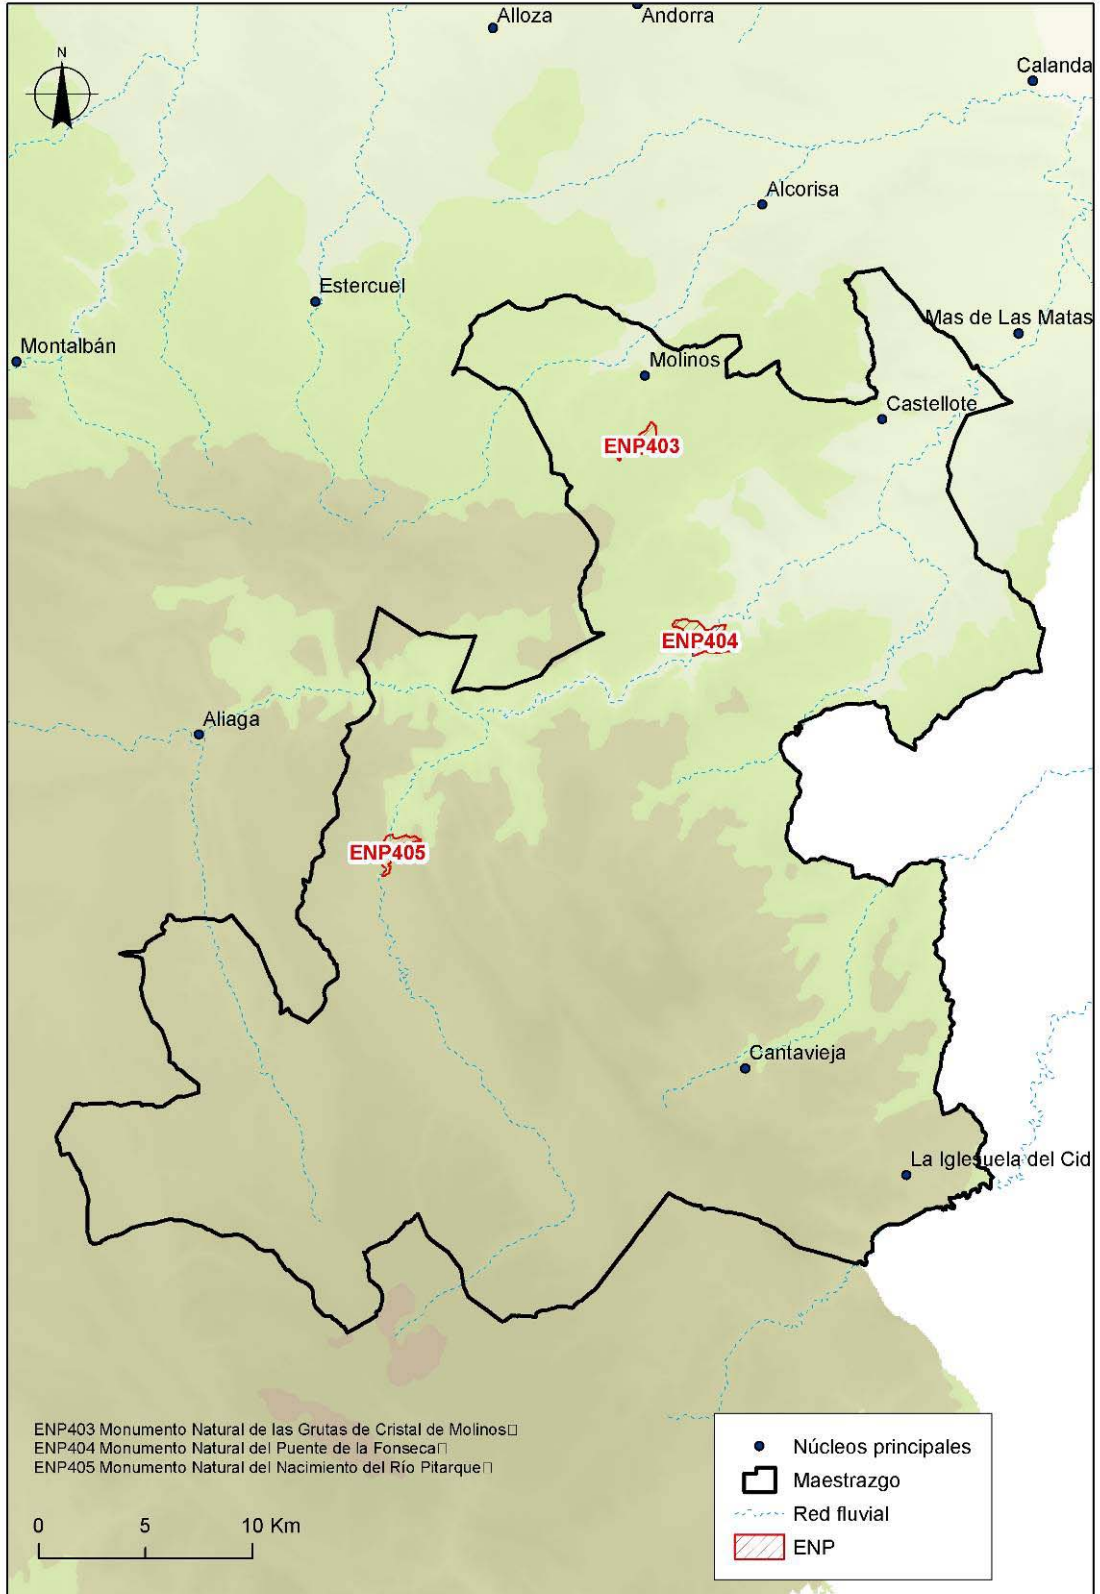 Alloza
Andorra
N
Calanda
Alcorisa
Estercuel
Mas de Las Matas
Montalbán
Molinos
Castellote
ENP403
ENP404
Aliaga
ENP405
Cantavieja
La Iglesuela del Cid
ENP403 Monumento Natural de las Grutas de Cristal de Molinos□
ENP404 Monumento Natural del Puente de la Fonseca□
ENP405 Monumento Natural del Nacimiento del Río Pitarque□
0 5 10 Km
Núcleos principales
Maestrazgo
Red fluvial
ENP